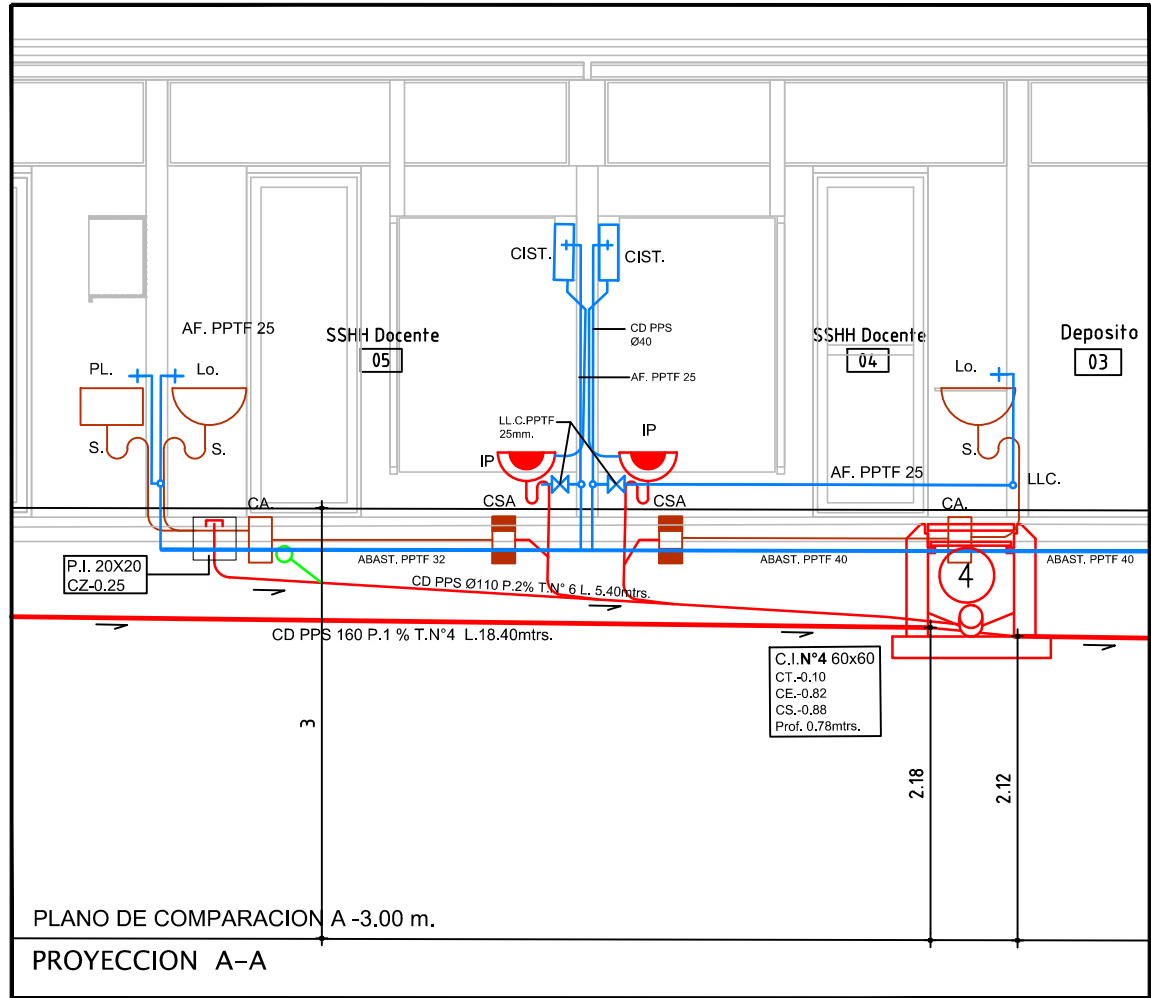 CIST.
CIST.
AF. PPTF 25
SSHH Docente
05
CD PPS
Ø40
SSHH Docente
04
Deposito
03
PL.
Lo.
AF. PPTF 25
Lo.
LL.C.PPTF
25mm.
IP
S.
S.
IP
S.
AF. PPTF 25
LLC.
CA.
CSA
CSA
CA.
P.I. 20X20
CZ-0.25
ABAST. PPTF 32
ABAST. PPTF 40
ABAST. PPTF 40
4
CD PPS Ø110 P.2% T.N° 6 L. 5.40mtrs.
CD PPS 160 P.1 % T.N°4 L.18.40mtrs.
C.I.N°4 60x60
CT.-0.10
CE.-0.82
CS.-0.88
Prof. 0.78mtrs.
3
2.18
2.12
PLANO DE COMPARACION A -3.00 m.
PROYECCION A-A